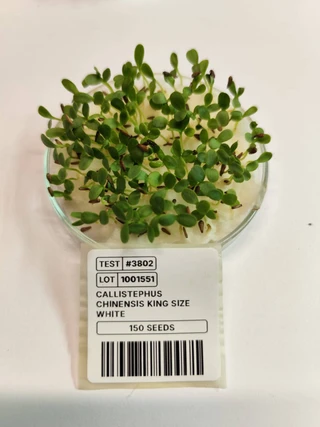 TEST #3802
LOT 1001551
CALLISTEPHUS
CHINENSIS KING SIZE
WHITE
150 SEEDS